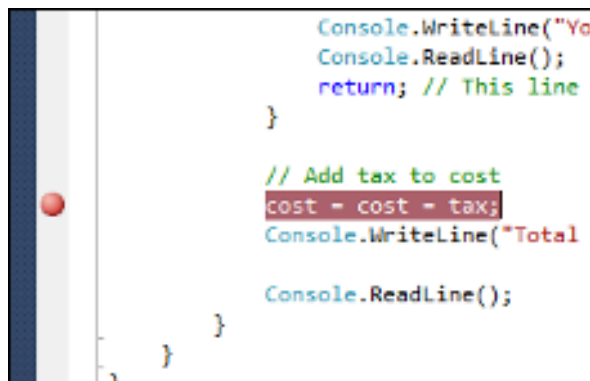 Console.WriteLine("Yo
Console.ReadLine();
return; // This line
}
// Add tax to cost
cost = cost = tax;
Console.WriteLine("Total
Console.ReadLine();
}
}
}